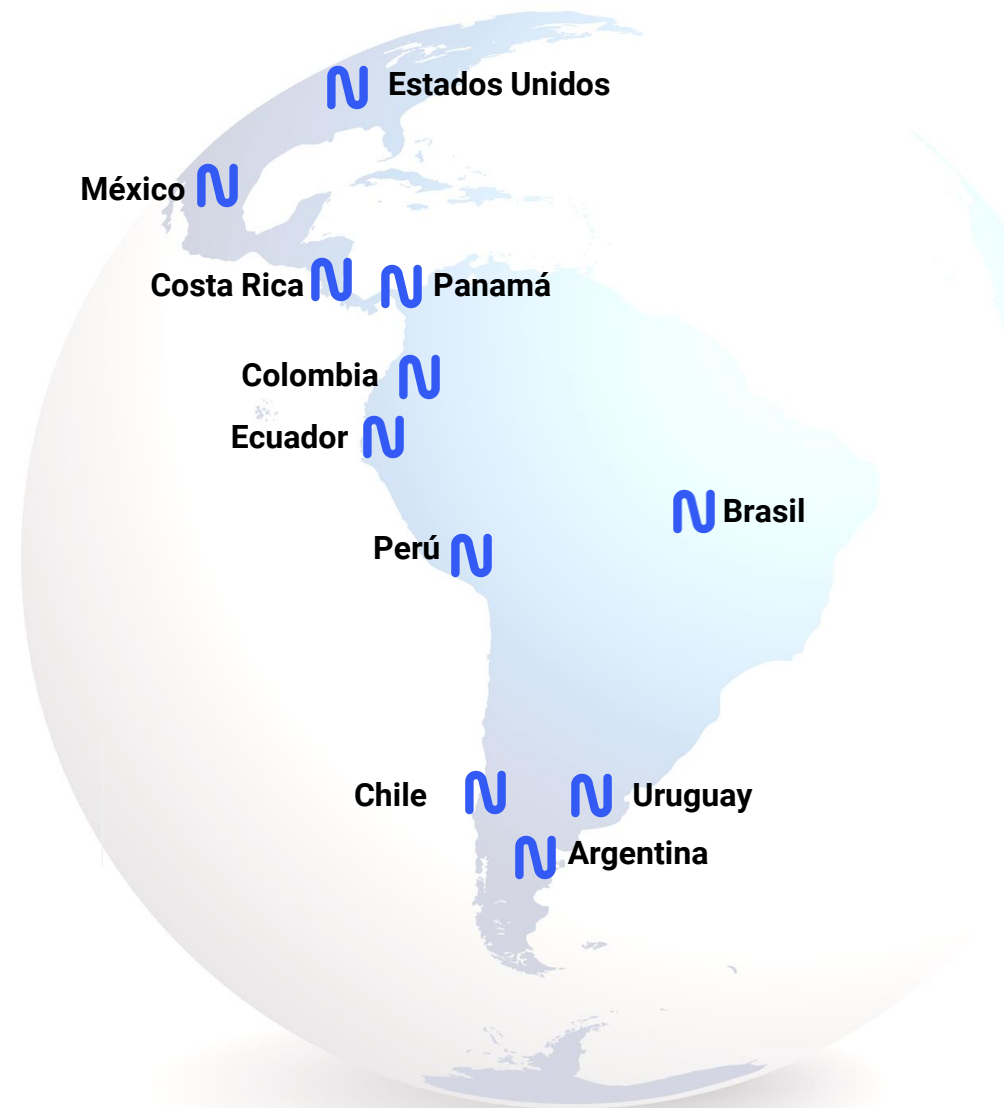 Estados Unidos
México
Costa Rica
Panamá
Colombia
Ecuador
Brasil
Perú
Chile
Uruguay
Argentina